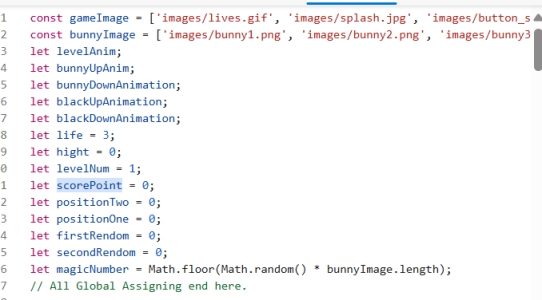 1 const gameImage = ['images/lives.gif', 'images/splash.jpg', 'images/button_s
2 const bunnyImage = ['images/bunny1.png', 'images/bunny2.png', 'images/bunny3
3 let levelAnim;
4 let bunnyUpAnim;
5 let bunnyDownAnimation;
6 let blackUpAnimation;
7 let blackDownAnimation;
8 let life = 3;
9 let hight = 0;
0 let levelNum = 1;
1 let scorePoint = 0;
2 let positionTwo = 0;
3 let positionOne = 0;
4 let firstRendom = 0;
5 let secondRendom = 0;
6 let magicNumber = Math.floor(Math.random() * bunnyImage.length);
7 // All Global Assigning end here.